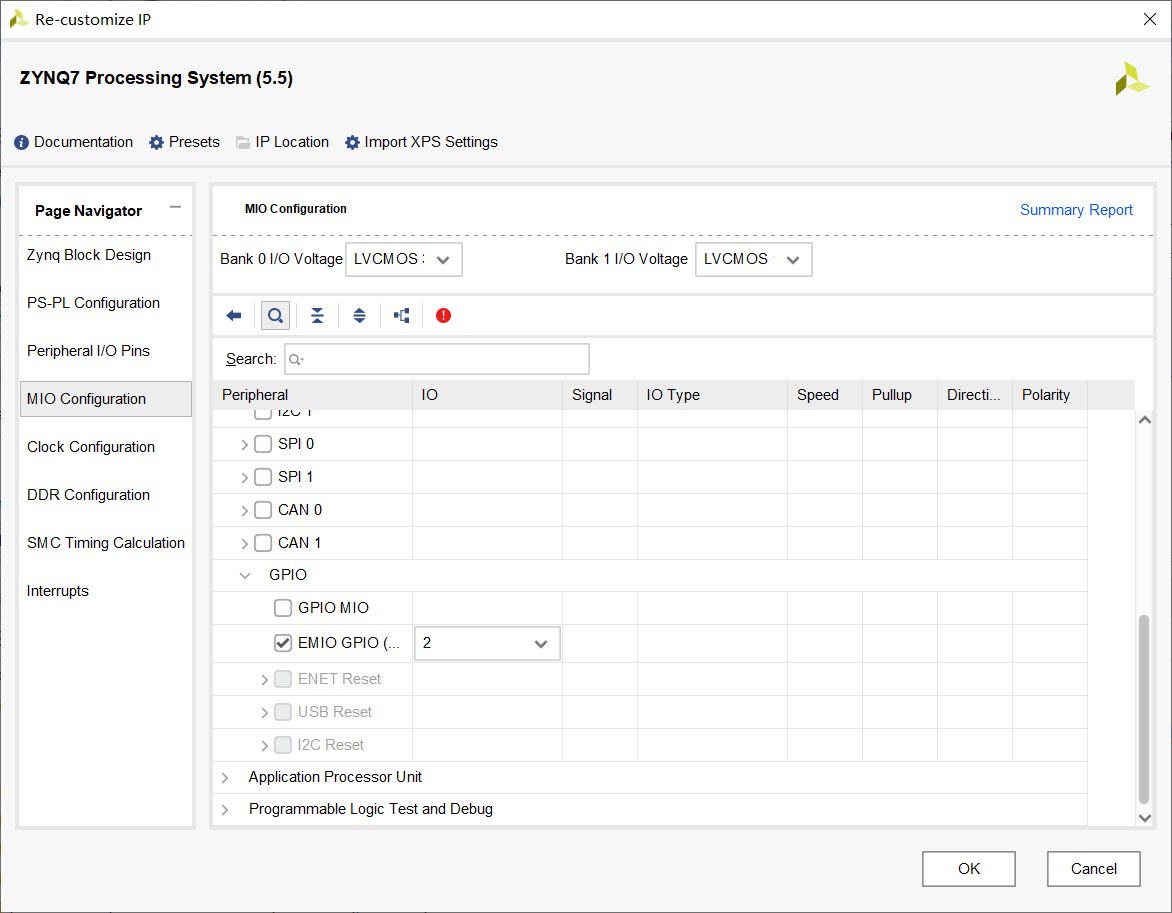 Re-customize IP
ZYNQ7 Processing System (5.5)
Documentation Presets IP Location Import XPS Settings
Page Navigator
Zynq Block Design
PS-PL Configuration
Peripheral I/O Pins
MIO Configuration
Clock Configuration
DDR Configuration
SMC Timing Calculation
Interrupts
MIO Configuration Summary Report
Bank 0 I/O Voltage LVCMOS Bank 1 I/O Voltage LVCMOS
Search:
Peripheral IO Signal IO Type Speed Pullup Directi... Polarity
I2C 1
SPI 0
SPI 1
CAN 0
CAN 1
GPIO
GPIO MIO
EMIO GPIO (... 2
ENET Reset
USB Reset
I2C Reset
Application Processor Unit
Programmable Logic Test and Debug
OK Cancel